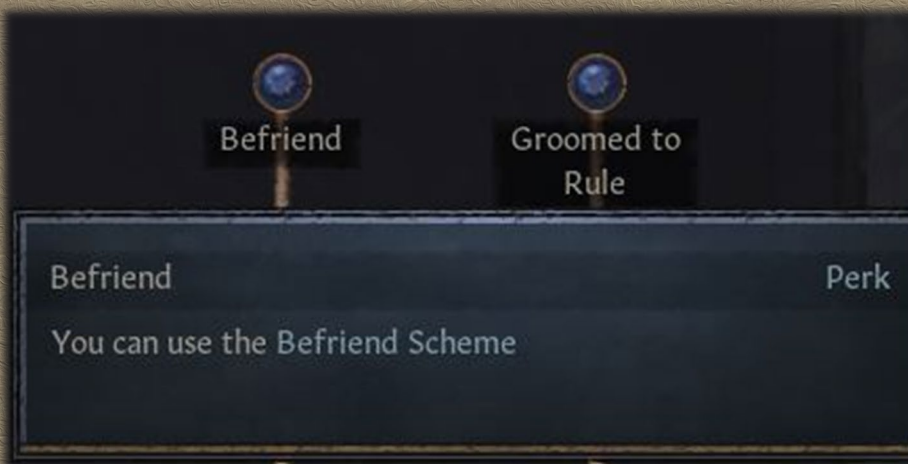 Befriend
Groomed to
Rule
Befriend
Perk
You can use the Befriend Scheme